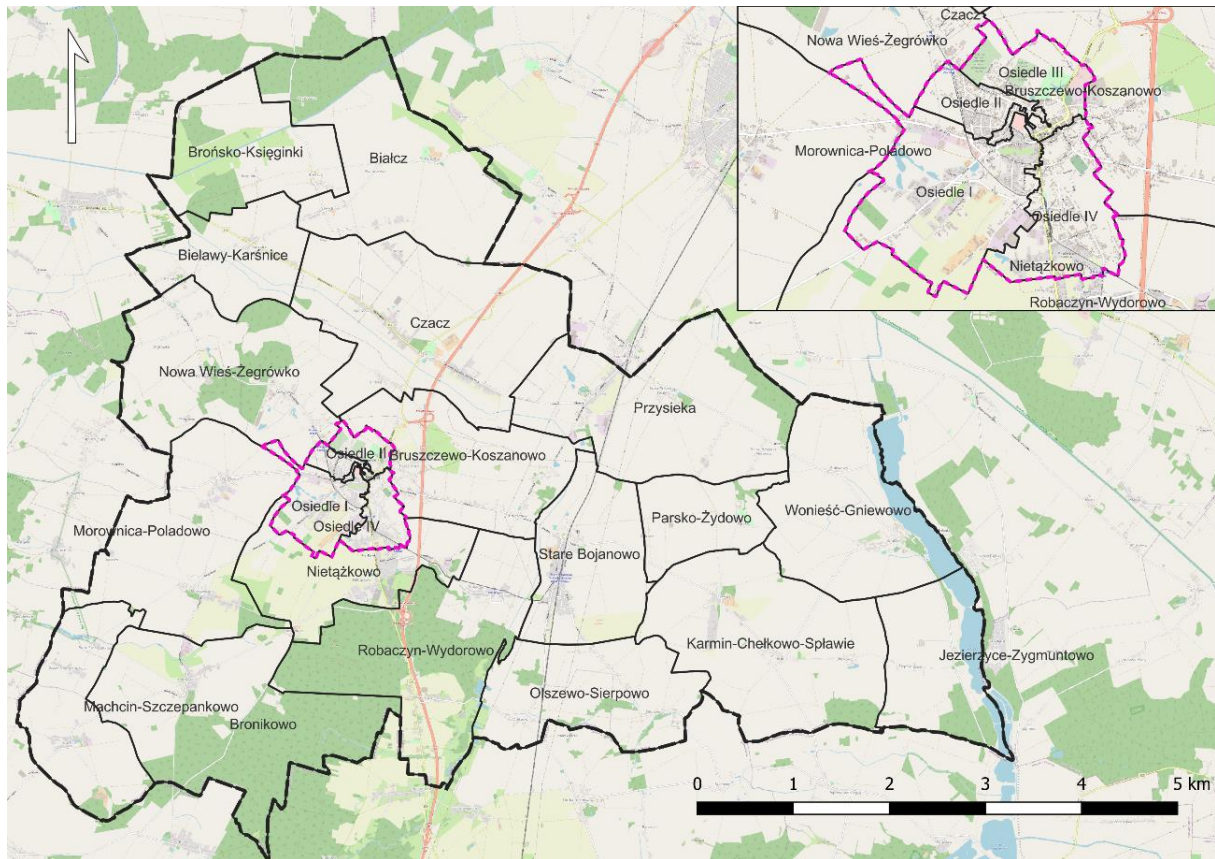 Czacz
Nowa Wieś-Żegrówko
Osiedle III
Bruszczewo-Koszanowo
Osiedle II
Morownica-Poladowo
Osiedle I
Osiedle IV
Nietążkowo
Robaczyn-Wydorowo
Brońsko-Księginki
Białcz
Bielawy-Karśnice
Czacz
Nowa Wieś-Żegrówko
Przysieka
Osiedle II
Bruszczewo-Koszanowo
Osiedle I
Parsko-Żydowo
Wonieść-Gniewowo
Osiedle IV
Morownica-Poladowo
Stare Bojanowo
Nietążkowo
Robaczyn-Wydorowo
Karmin-Chełkowo-Spławie
Jezierzyce-Zygmuntowo
Olszewo-Sierpowo
Machcin-Szczepankowo
Bronikowo
0 1 2 3 4 5 km